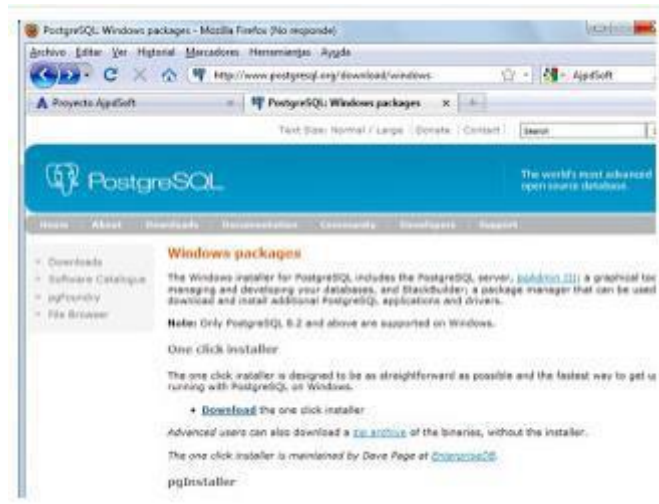 PostgreSQL: Windows packages - Mozilla Firefox (No responde)
Archivo Editar Ver Historial Marcadores Herramientas Ayuda
http://www.postgresql.org/download/windows
AjpdSoft
Proyecto AjpdSoft
PostgreSQL: Windows packages
Text Size: Normal / Large | Donate | Contact
Search
PostgreSQL
The world's most advanced
open source database.
Home About Downloads Documentation Community Developers Support
Downloads
Software Catalogue
pgFoundry
File Browser
Windows packages
The Windows installer for PostgreSQL includes the PostgreSQL server, pgAdmin III; a graphical
managing and developing your databases, and StackBuilder; a package manager that can be used
download and install additional PostgreSQL applications and drivers.
Note: Only PostgreSQL 8.2 and above are supported on Windows.
One click installer
The one click installer is designed to be as straightforward as possible and the fastest way to get
running with PostgreSQL on Windows.
• Download the one click installer
Advanced users can also download a zip archive of the binaries, without the installer.
The one click installer is maintained by Dave Page at EnterpriseDB.
pgInstaller